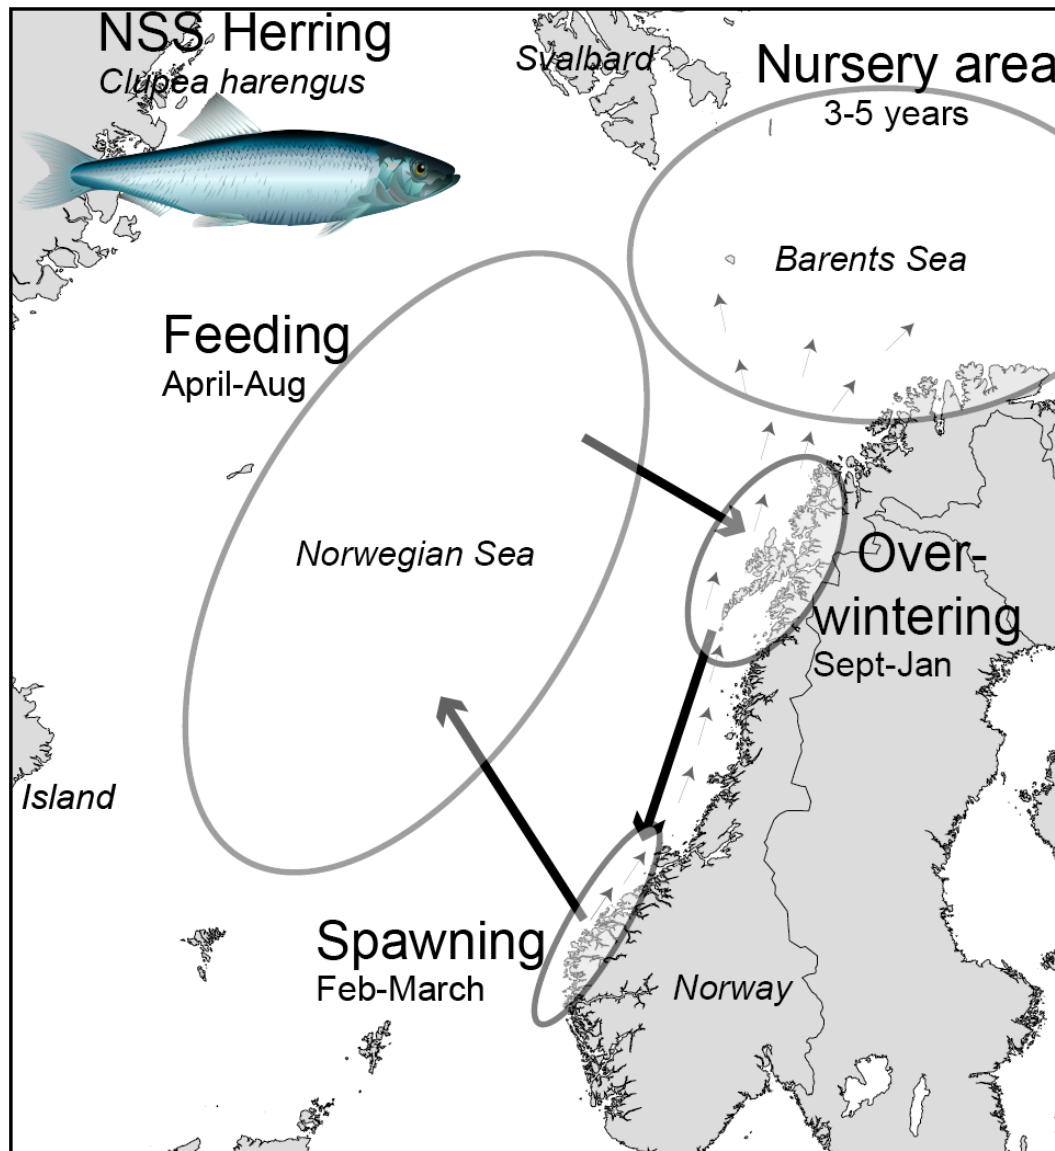 NSS Herring
Clupea harengus
Svalbard
Nursery area
3-5 years
Barents Sea
Feeding
April-Aug
Norwegian Sea
Over-
wintering
Sept-Jan
Island
Spawning
Feb-March
Norway